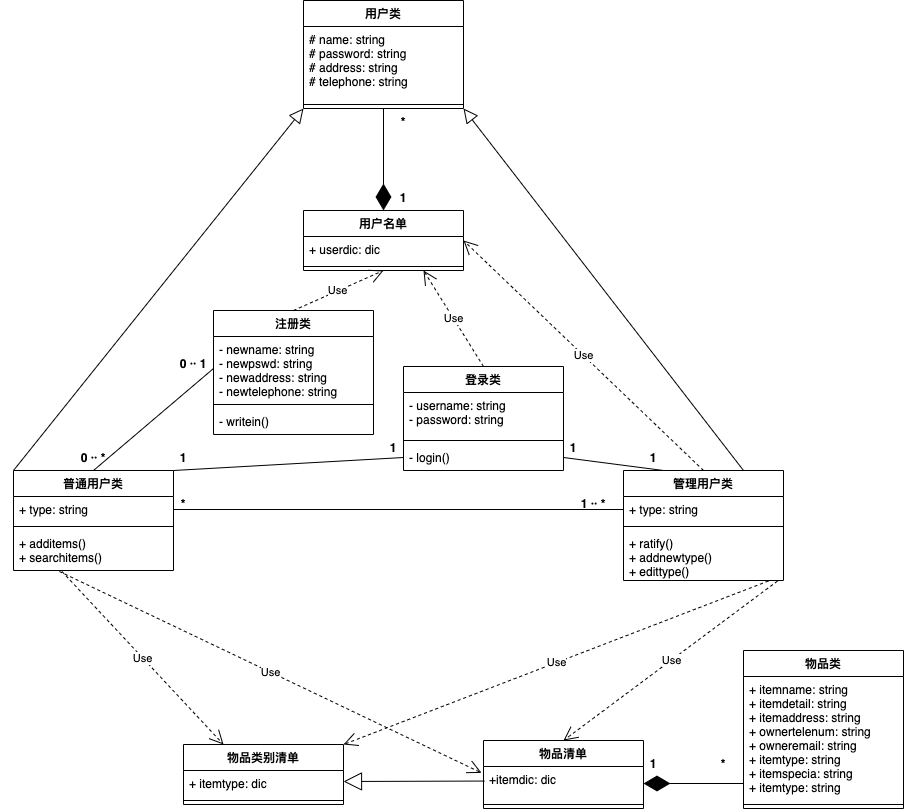 用户类
# name: string
# password: string
# address: string
# telephone: string
*
1
用户名单
+ userdic: dic
Use
Use
Use
注册类
- newname: string
- newpswd: string
- newaddress: string
- newtelephone: string
- writein()
0 ·· 1
0 ·· *
登录类
- username: string
- password: string
- login()
1
1
1
1
普通用户类
+ type: string
+ additems()
+ searchitems()
*
1 ·· *
管理用户类
+ type: string
+ ratify()
+ addnewtype()
+ edittype()
Use
Use
Use
Use
物品类别清单
+ itemtype: dic
物品清单
+itemdic: dic
1
*
物品类
+ itemname: string
+ itemdetail: string
+ itemaddress: string
+ ownertelenum: string
+ owneremail: string
+ itemtype: string
+ itemspecia: string
+ itemtype: string